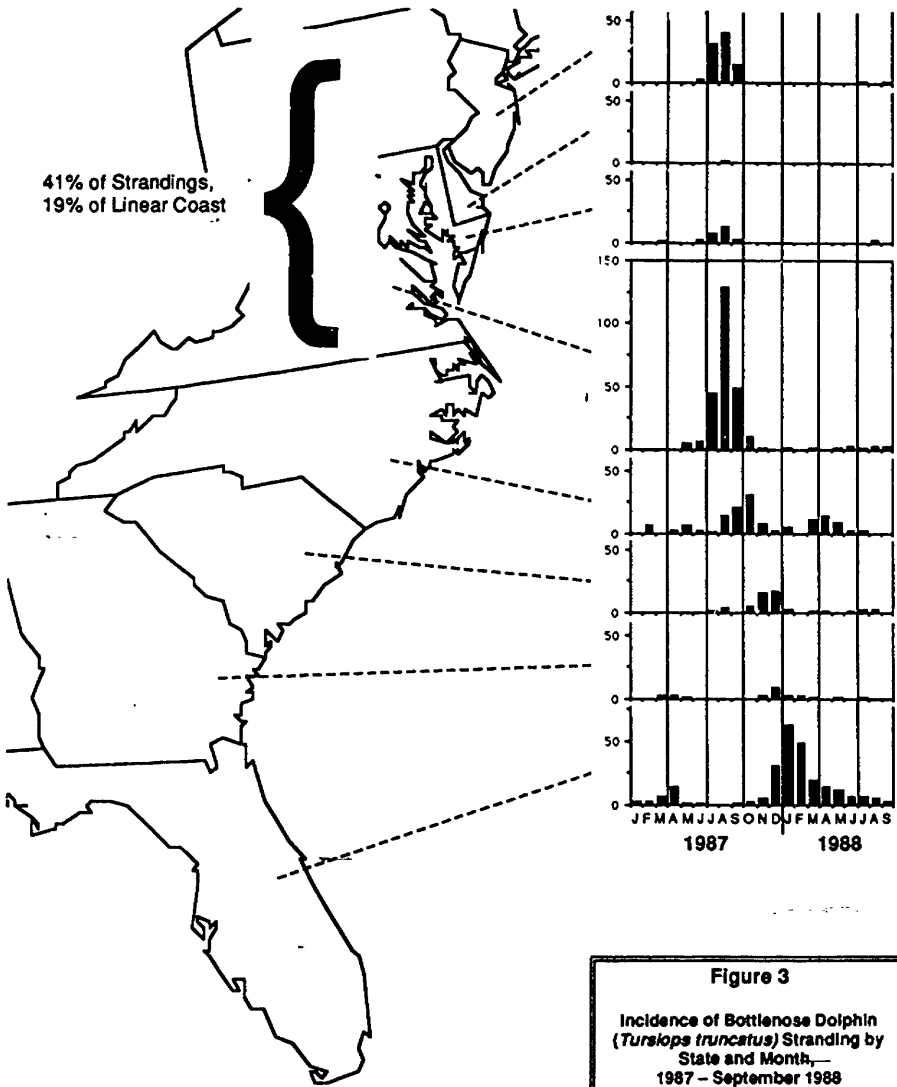 50
0
50
0
50
0
150
100
50
0
50
0
50
0
50
0
50
0
41% of Strandings,
19% of Linear Coast
J F M A M J J A S O N D J F M A M J J A S
1987 1988
Figure 3
Incidence of Bottlenose Dolphin
(Tursiops truncatus) Stranding by
State and Month,
1987 – September 1988